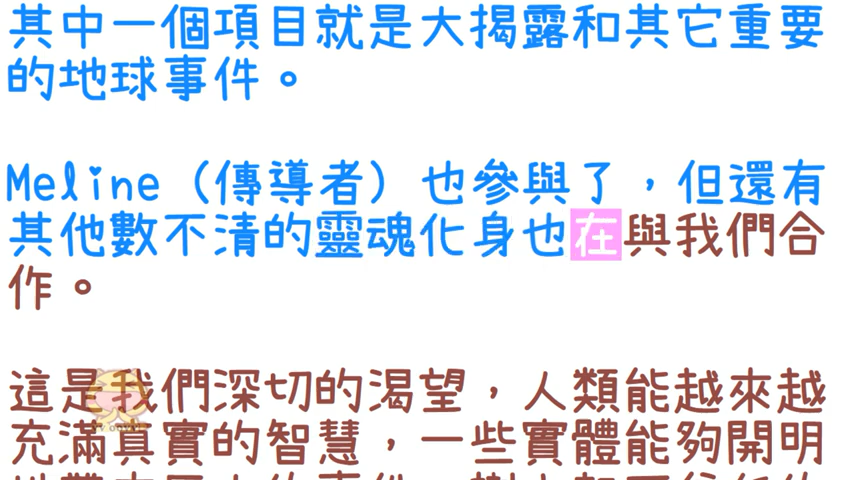 其中一個項目就是大揭露和其它重要
的地球事件。
Meline（傳導者）也參與了，但還有
其他數不清的靈魂化身也在與我們合
作。
這是我們深切的渴望，人類能越來越
充滿真實的智慧，一些實體能夠開明